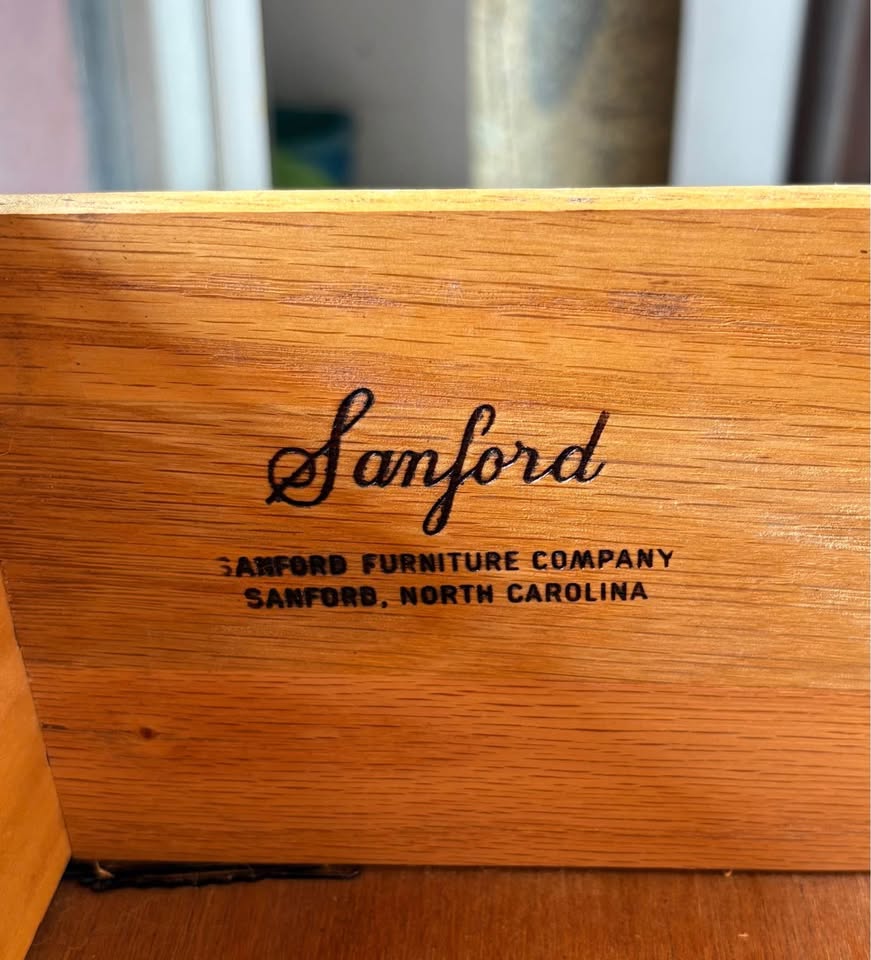 Sanford
SANFORD FURNITURE COMPANY
SANFORD, NORTH CAROLINA